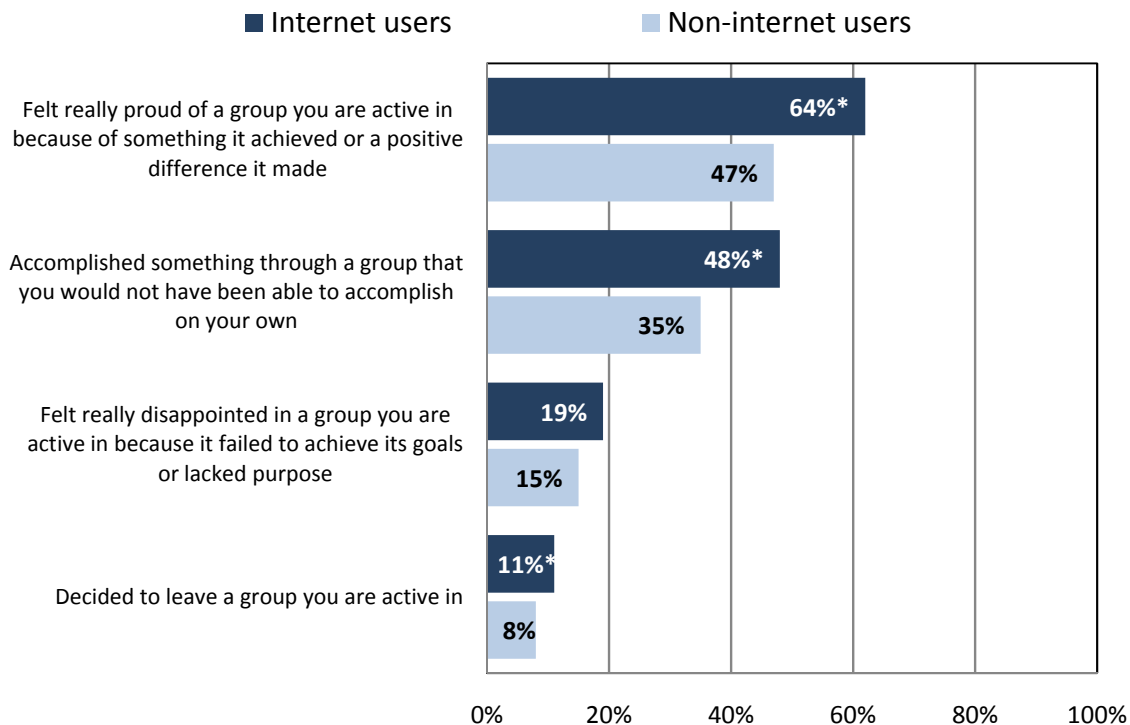 Internet users Non-internet users
Felt really proud of a group you are active in
because of something it achieved or a positive
difference it made
64%*
47%
Accomplished something through a group that
you would not have been able to accomplish
on your own
48%*
35%
Felt really disappointed in a group you are
active in because it failed to achieve its goals
or lacked purpose
19%
15%
Decided to leave a group you are active in
11%*
8%
0% 20% 40% 60% 80% 100%